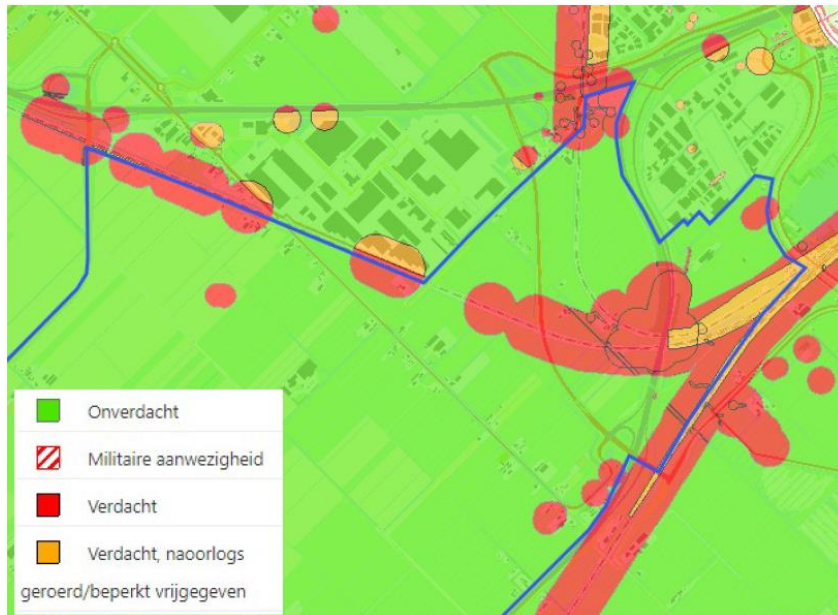 Onverdacht
Militaire aanwezigheid
Verdacht
Verdacht, naoorlogs
geroerd/beperkt vrijgegeven